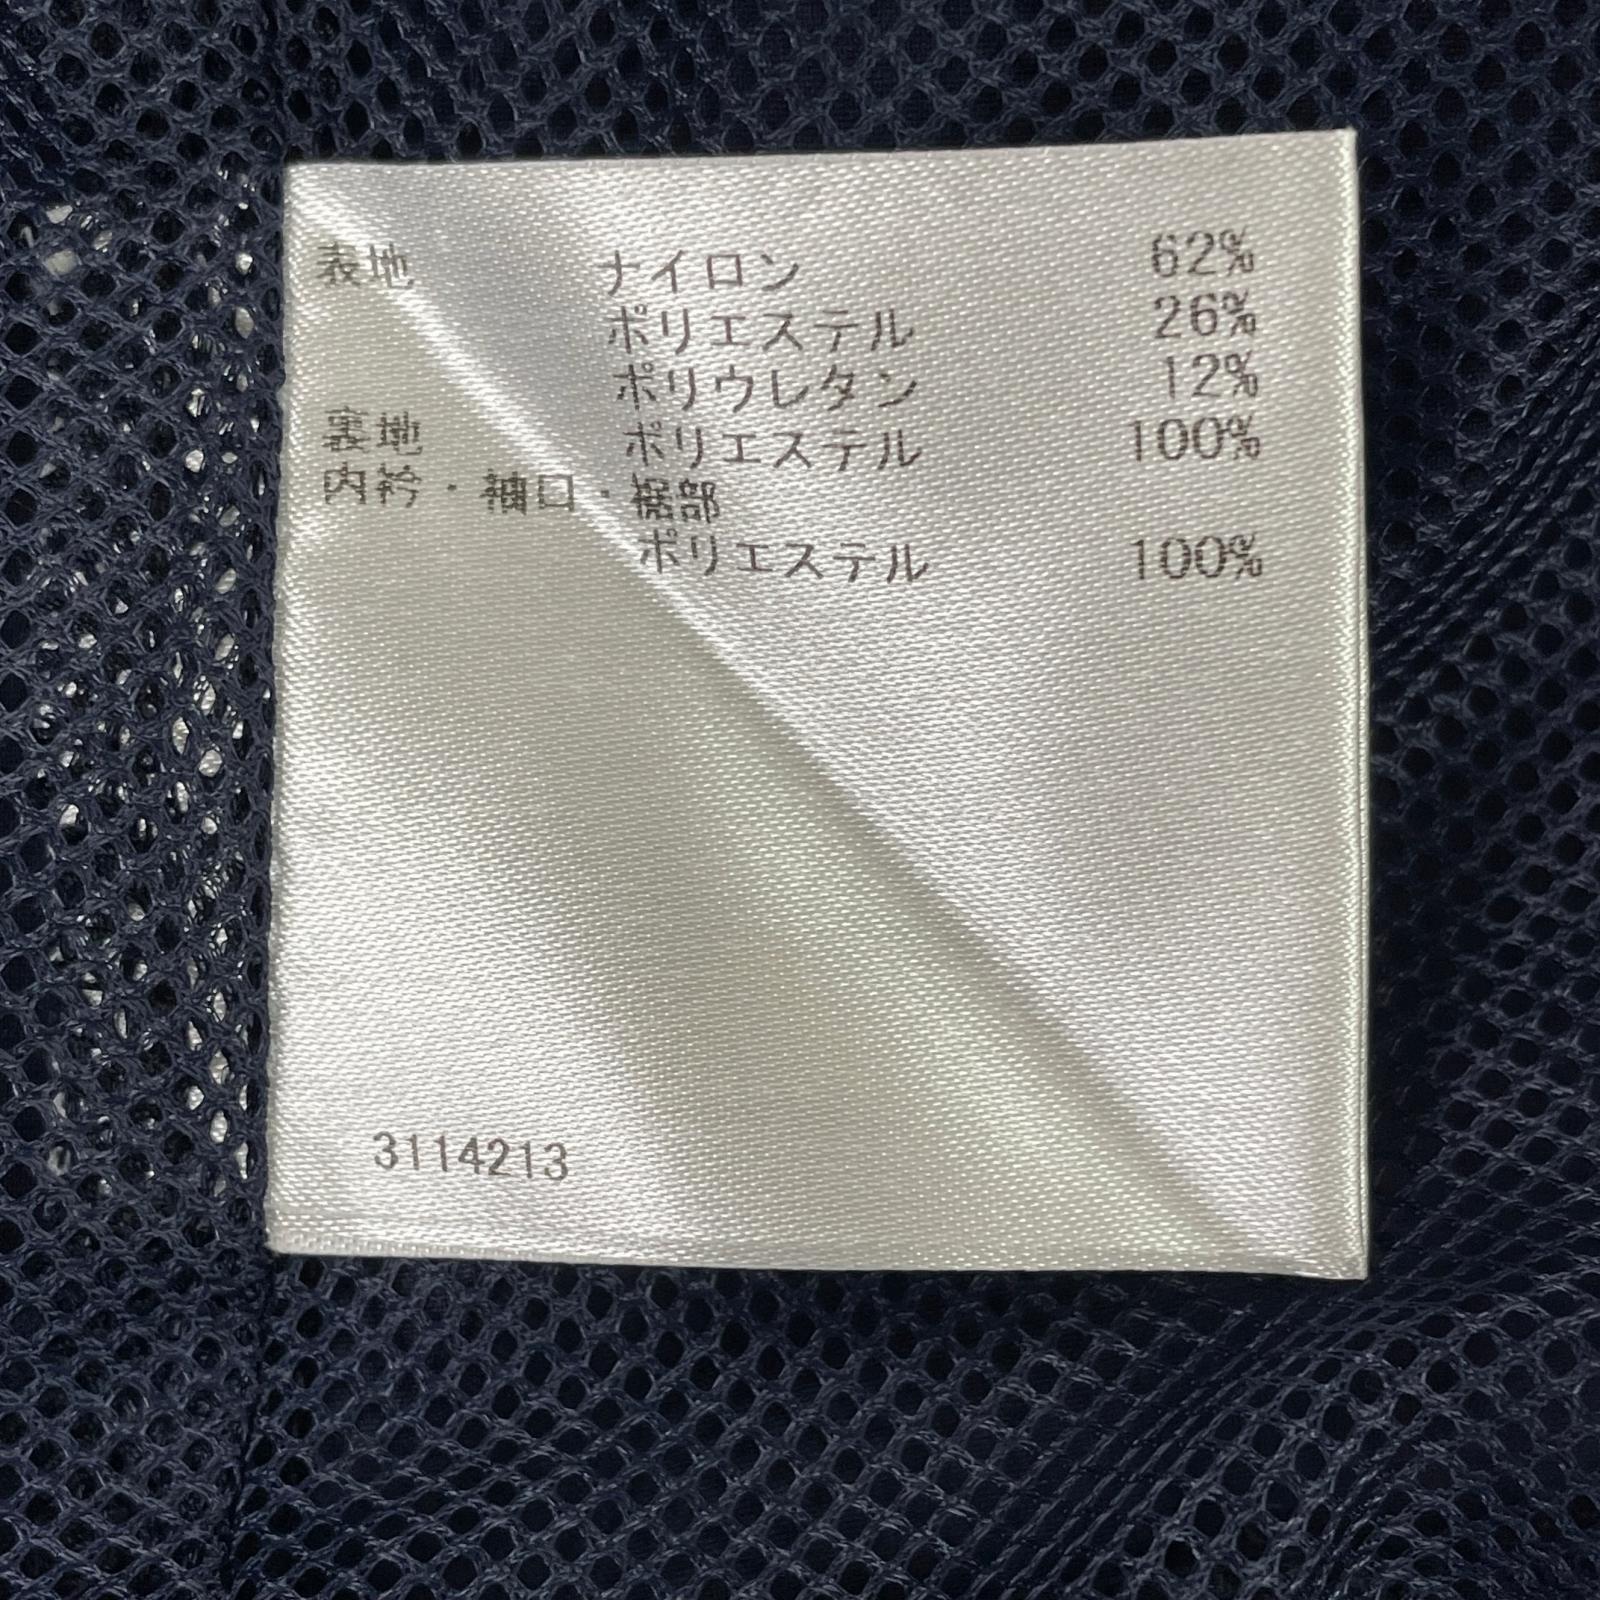 表地 ナイロン 62%
ポリエステル 26%
ポリウレタン 12%
裏地 ポリエステル 100%
内衿・袖口・裾部
ポリエステル 100%
3114213